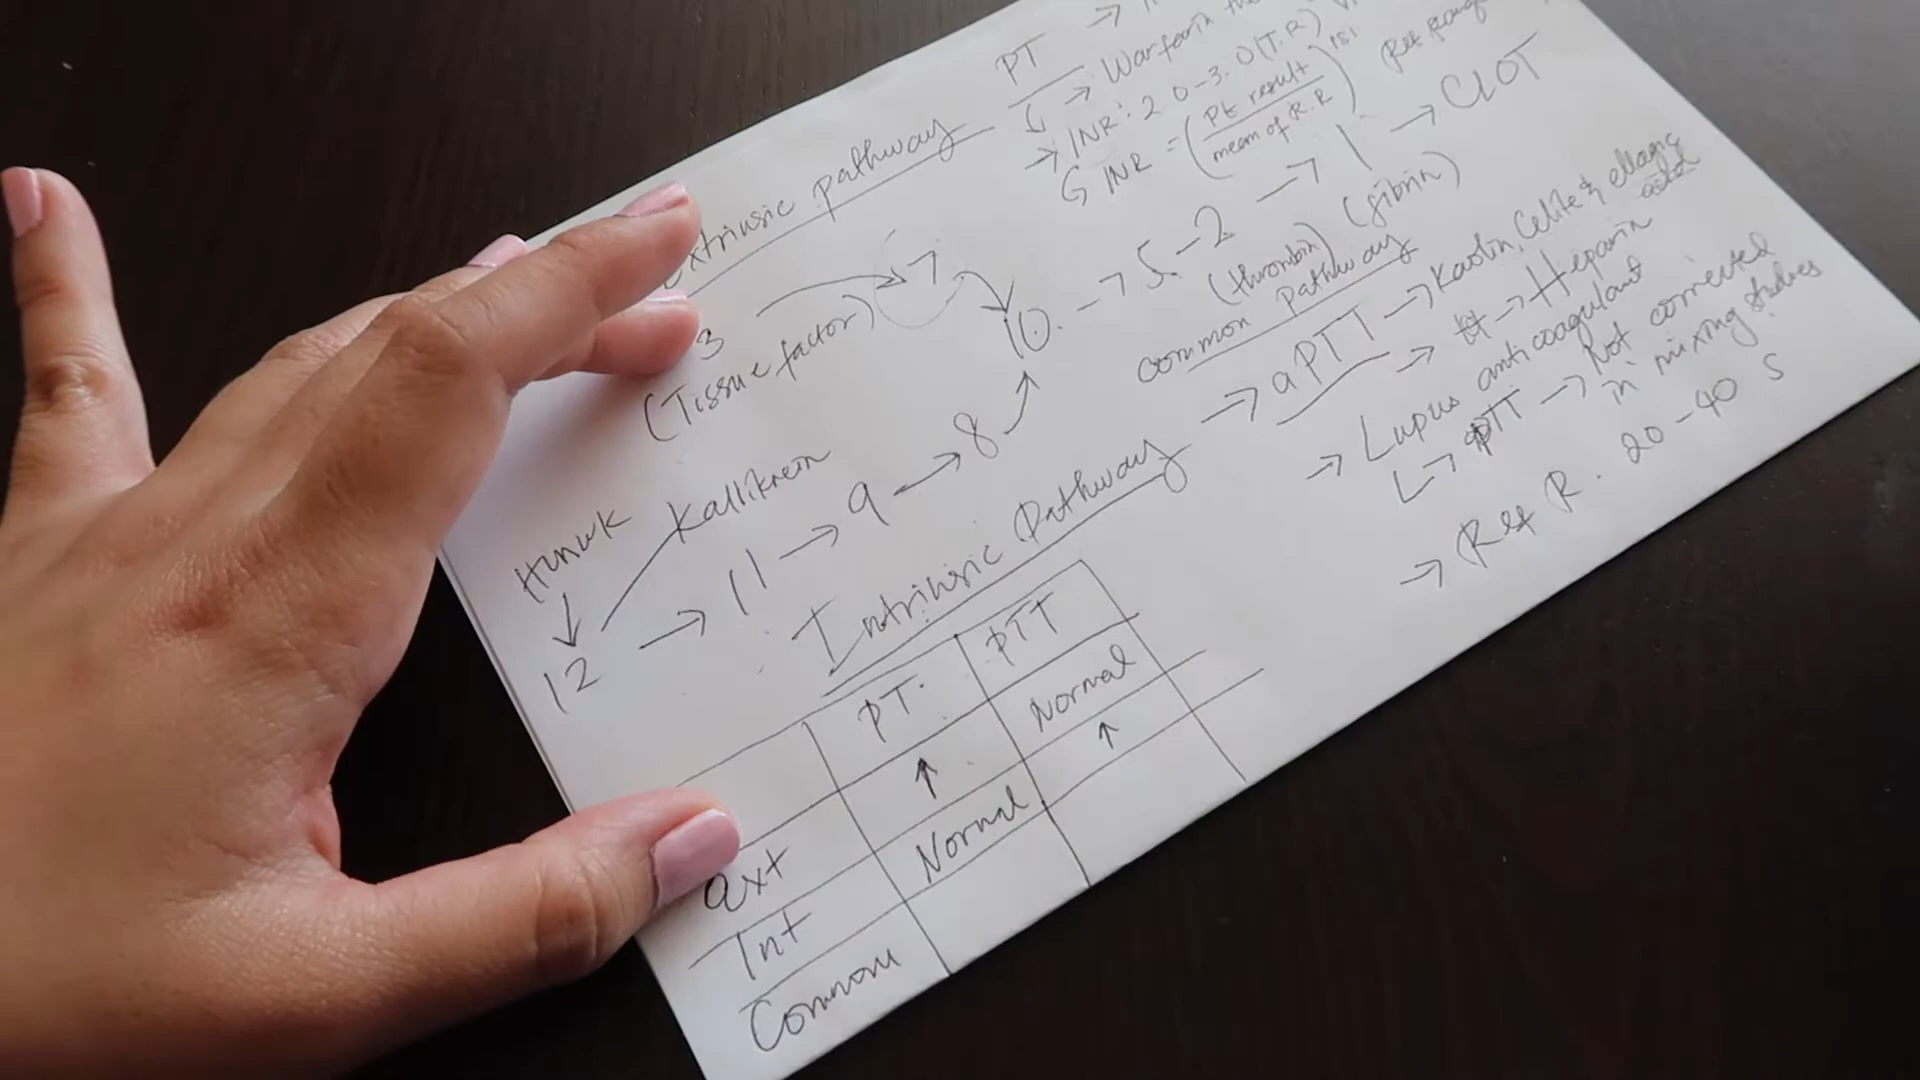 PT →
→ Warfarin
→ INR: 2.0-3.0 (T.R)
INR = (Pt result / mean of R.R) ISI
Extrinsic pathway
3 → 7
(Tissue factor)
10 → 5-2 → 1 → CLOT
(thrombin) (fibrin)
Common Pathway
HMWK Kallikrein
12 → 11 → 9 → 8
Intrinsic Pathway → aPTT → Kaolin, Celite & ellagic acid
→ Heparin
→ Lupus anticoagulant
→ PTT → Not corrected
in mixing studies
→ Ref R. 20-40 S
PT. PTT
Ext ↑ Normal
Int Normal ↑
Common